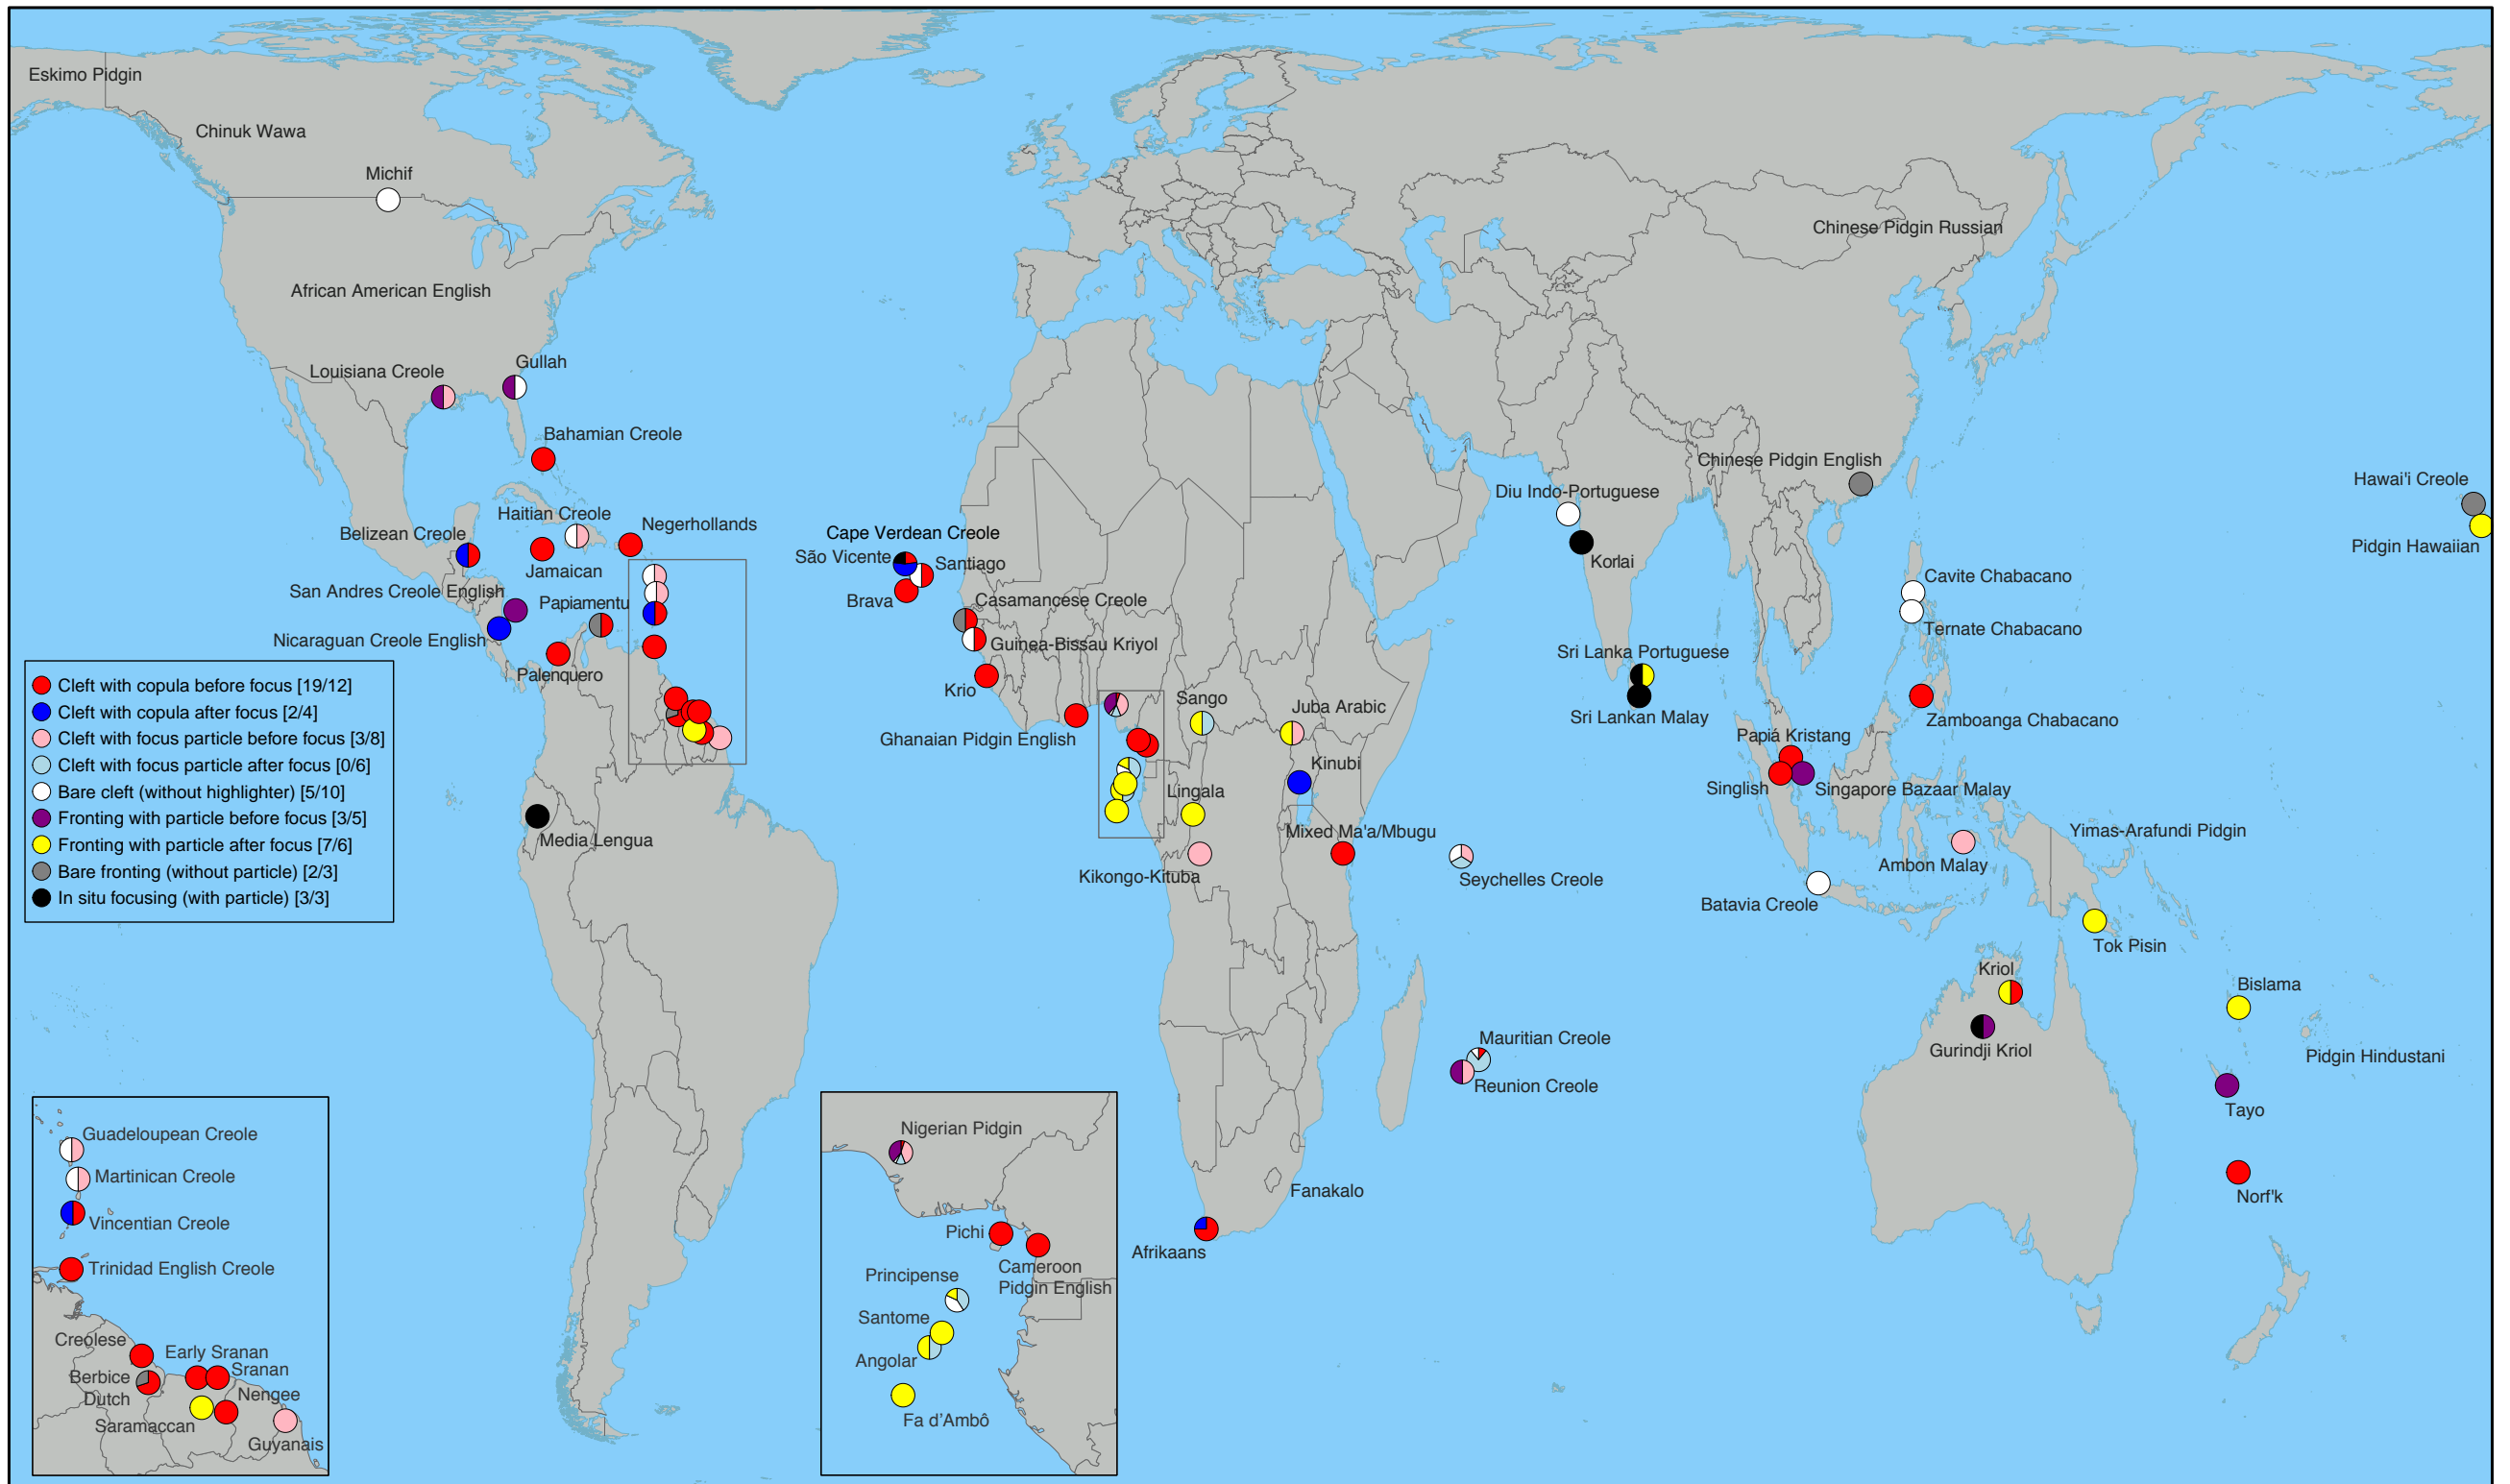 Eskimo Pidgin
Chinuk Wawa
Michif
African American English
Louisiana Creole
Gullah
Bahamian Creole
Haitian Creole
Negerhollands
Belizean Creole
Jamaican
San Andres Creole English
Papiamentu
Nicaraguan Creole English
Palenquero
Media Lengua
Cleft with copula before focus [19/12]
Cleft with copula after focus [2/4]
Cleft with focus particle before focus [3/8]
Cleft with focus particle after focus [0/6]
Bare cleft (without highlighter) [5/10]
Fronting with particle before focus [3/5]
Fronting with particle after focus [7/6]
Bare fronting (without particle) [2/3]
In situ focusing (with particle) [3/3]
Guadeloupean Creole
Martinican Creole
Vincentian Creole
Trinidad English Creole
Creolese
Early Sranan
Sranan
Berbice
Dutch
Nengee
Saramaccan
Guyanais
Cape Verdean Creole
São Vicente
Santiago
Brava
Casamancese Creole
Guinea-Bissau Kriyol
Krio
Ghanaian Pidgin English
Sango
Juba Arabic
Kinubi
Lingala
Mixed Ma'a/Mbugu
Kikongo-Kituba
Seychelles Creole
Mauritian Creole
Reunion Creole
Fanakalo
Afrikaans
Nigerian Pidgin
Pichi
Cameroon
Pidgin English
Principense
Santome
Angolar
Fa d'Ambô
Chinese Pidgin Russian
Chinese Pidgin English
Diu Indo-Portuguese
Korlai
Sri Lanka Portuguese
Sri Lankan Malay
Cavite Chabacano
Ternate Chabacano
Zamboanga Chabacano
Papiá Kristang
Singlish
Singapore Bazaar Malay
Ambon Malay
Batavia Creole
Yimas-Arafundi Pidgin
Tok Pisin
Kriol
Gurindji Kriol
Bislama
Pidgin Hindustani
Tayo
Norf'k
Hawai'i Creole
Pidgin Hawaiian